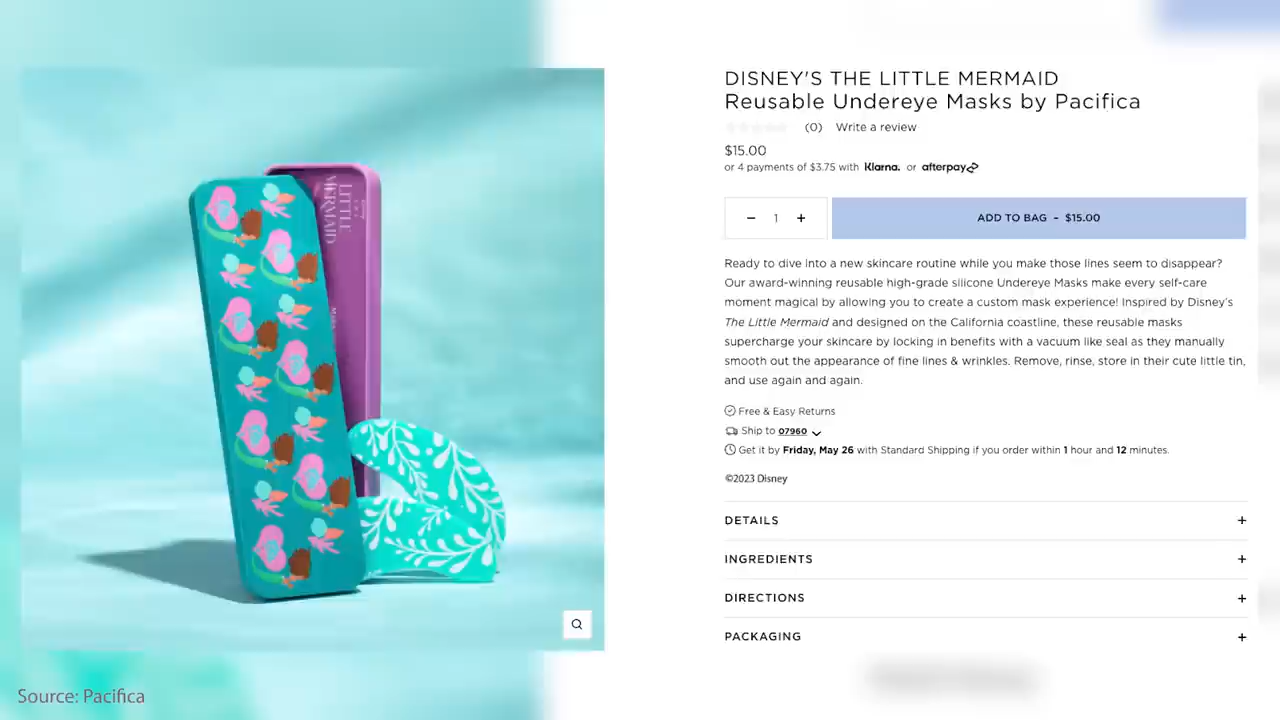 DISNEY'S THE LITTLE MERMAID
Reusable Undereye Masks by Pacifica
(0) Write a review
$15.00
or 4 payments of $3.75 with Klarna. or afterpay
− 1 +
ADD TO BAG - $15.00
Ready to dive into a new skincare routine while you make those lines seem to disappear?
Our award-winning reusable high-grade silicone Undereye Masks make every self-care
moment magical by allowing you to create a custom mask experience! Inspired by Disney's
The Little Mermaid and designed on the California coastline, these reusable masks
supercharge your skincare by locking in benefits with a vacuum like seal as they manually
smooth out the appearance of fine lines & wrinkles. Remove, rinse, store in their cute little tin,
and use again and again.
Free & Easy Returns
Ship to 07960
Get it by Friday, May 26 with Standard Shipping if you order within 1 hour and 12 minutes.
©2023 Disney
DETAILS +
INGREDIENTS +
DIRECTIONS +
PACKAGING +
LITTLE
MERMAID
Source: Pacifica